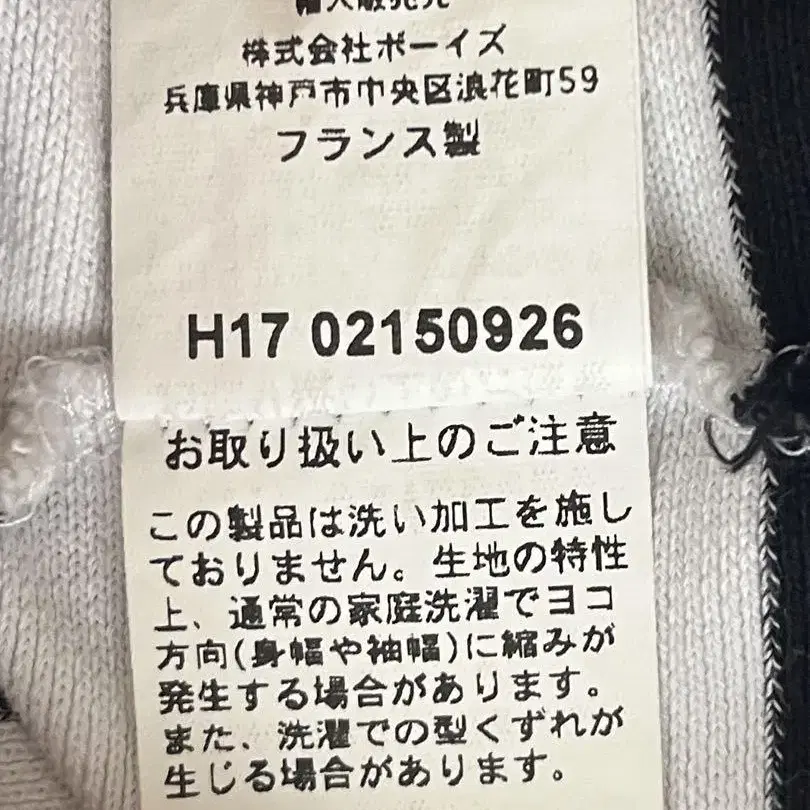 輸入販売元
株式会社ボーイズ
兵庫県神戸市中央区浪花町59
フランス製
H17 02150926
お取り扱い上のご注意
この製品は洗い加工を施し
ておりません。生地の特性
上、通常の家庭洗濯でヨコ
方向(身幅や袖幅)に縮みが
発生する場合があります。
また、洗濯での型くずれが
生じる場合があります。